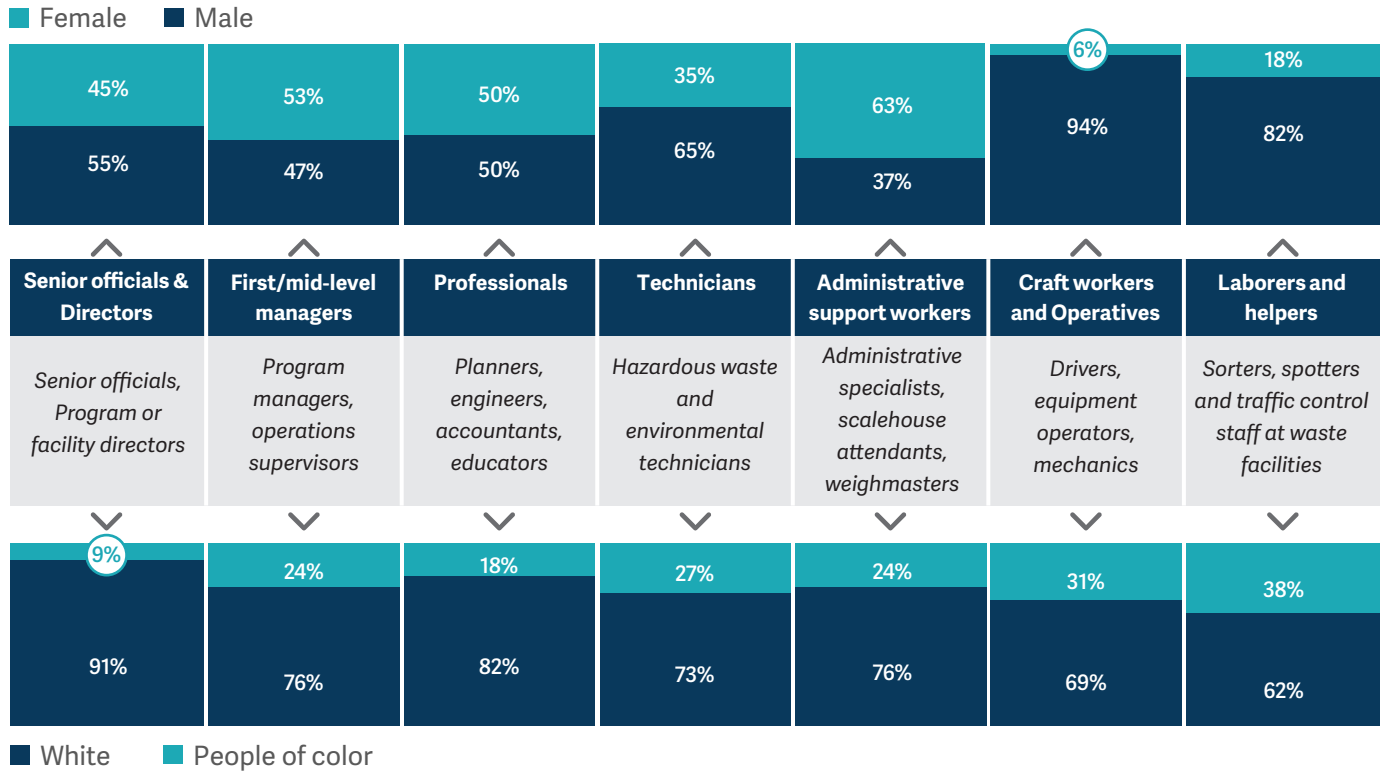 Female Male
45% 53% 50% 35% 63% 6% 18%
55% 47% 50% 65% 37% 94% 82%
Senior officials &
Directors
First/mid-level
managers
Professionals
Technicians
Administrative
support workers
Craft workers
and Operatives
Laborers and
helpers
Senior officials,
Program or
facility directors
Program
managers,
operations
supervisors
Planners,
engineers,
accountants,
educators
Hazardous waste
and
environmental
technicians
Administrative
specialists,
scalehouse
attendants,
weighmasters
Drivers,
equipment
operators,
mechanics
Sorters, spotters
and traffic control
staff at waste
facilities
9% 24% 18% 27% 24% 31% 38%
91% 76% 82% 73% 76% 69% 62%
White People of color